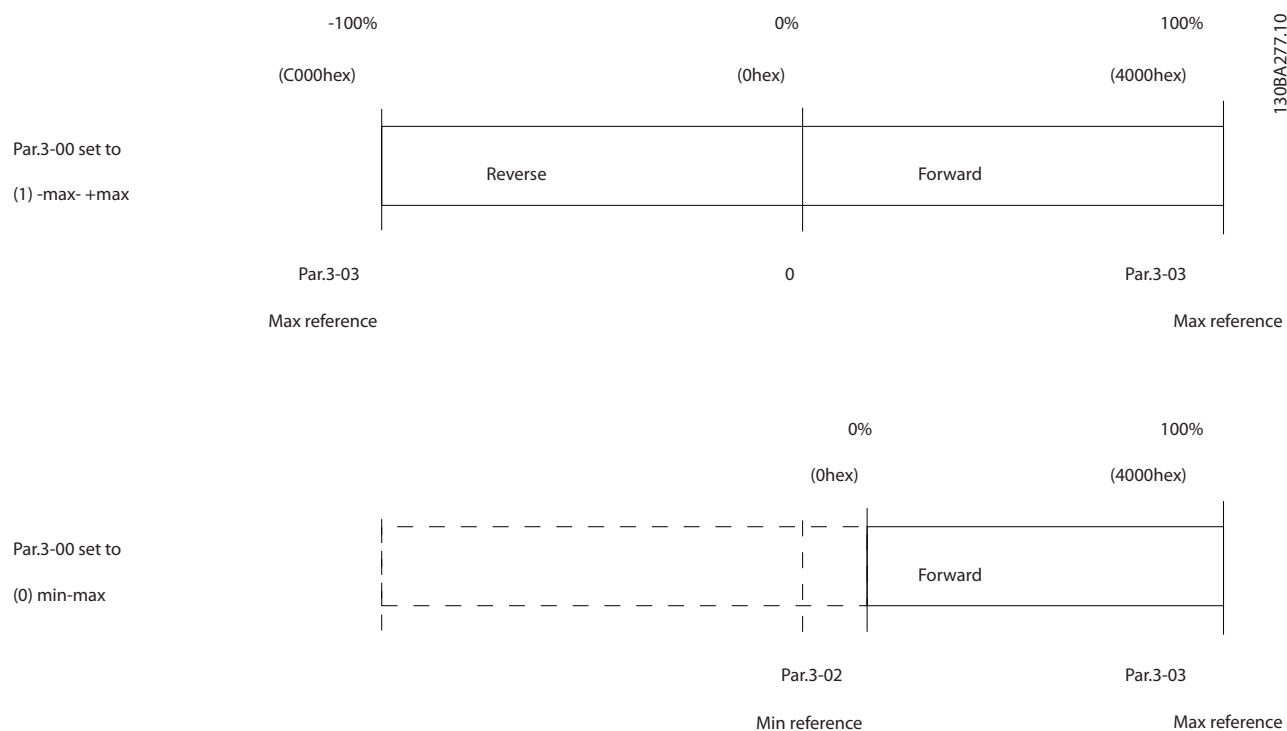 -100% 0% 100%
(C000hex) (0hex) (4000hex)
130BA277.10
Par.3-00 set to
(1) -max- +max
Reverse Forward
Par.3-03 0 Par.3-03
Max reference Max reference
0% 100%
(0hex) (4000hex)
Par.3-00 set to
(0) min-max
Forward
Par.3-02 Par.3-03
Min reference Max reference